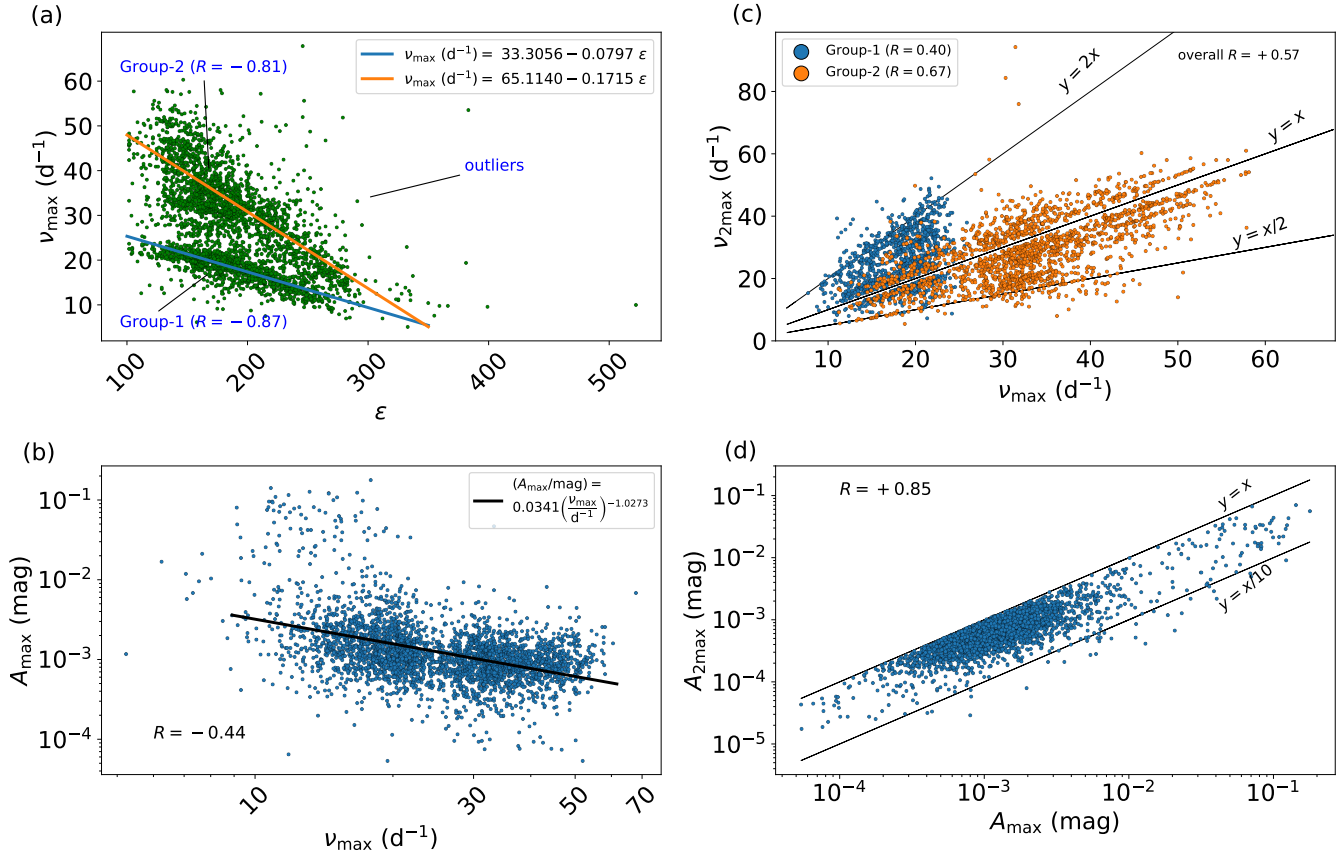 (a)
ν_max (d⁻¹) = 33.3056 − 0.0797 ε
ν_max (d⁻¹) = 65.1140 − 0.1715 ε
Group-2 (R = −0.81)
outliers
Group-1 (R = −0.87)
60
50
40
30
20
10
ν_max (d⁻¹)
100
200
300
400
500
ε
(c)
Group-1 (R = 0.40)
Group-2 (R = 0.67)
overall R = +0.57
y = 2x
y = x
y = x/2
80
60
40
20
0
ν_2max (d⁻¹)
10
20
30
40
50
60
ν_max (d⁻¹)
(b)
(A_max/mag) =
0.0341(ν_max/d⁻¹)^−1.0273
R = −0.44
10⁻¹
10⁻²
10⁻³
10⁻⁴
A_max (mag)
10
30
50
70
ν_max (d⁻¹)
(d)
R = +0.85
y = x
y = x/10
10⁻¹
10⁻²
10⁻³
10⁻⁴
10⁻⁵
A_2max (mag)
10⁻⁴
10⁻³
10⁻²
10⁻¹
A_max (mag)